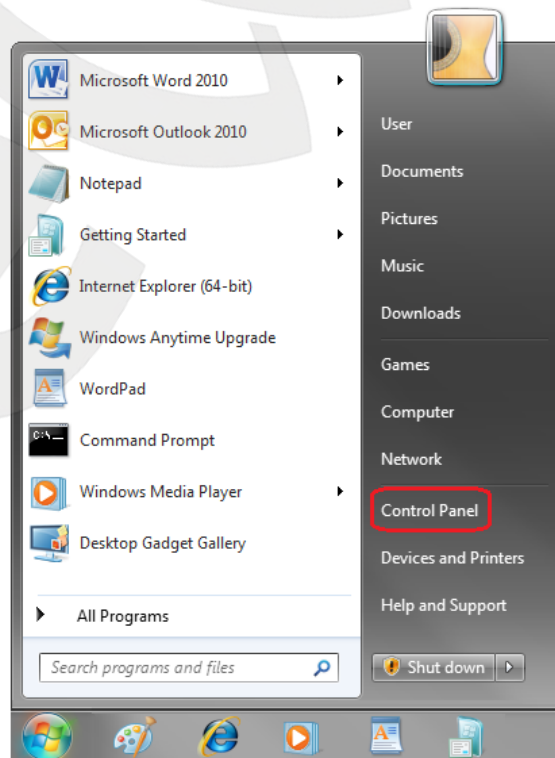 Microsoft Word 2010
Microsoft Outlook 2010
Notepad
Getting Started
Internet Explorer (64-bit)
Windows Anytime Upgrade
WordPad
C:\
Command Prompt
Windows Media Player
Desktop Gadget Gallery
All Programs
Search programs and files
User
Documents
Pictures
Music
Downloads
Games
Computer
Network
Control Panel
Devices and Printers
Help and Support
Shut down